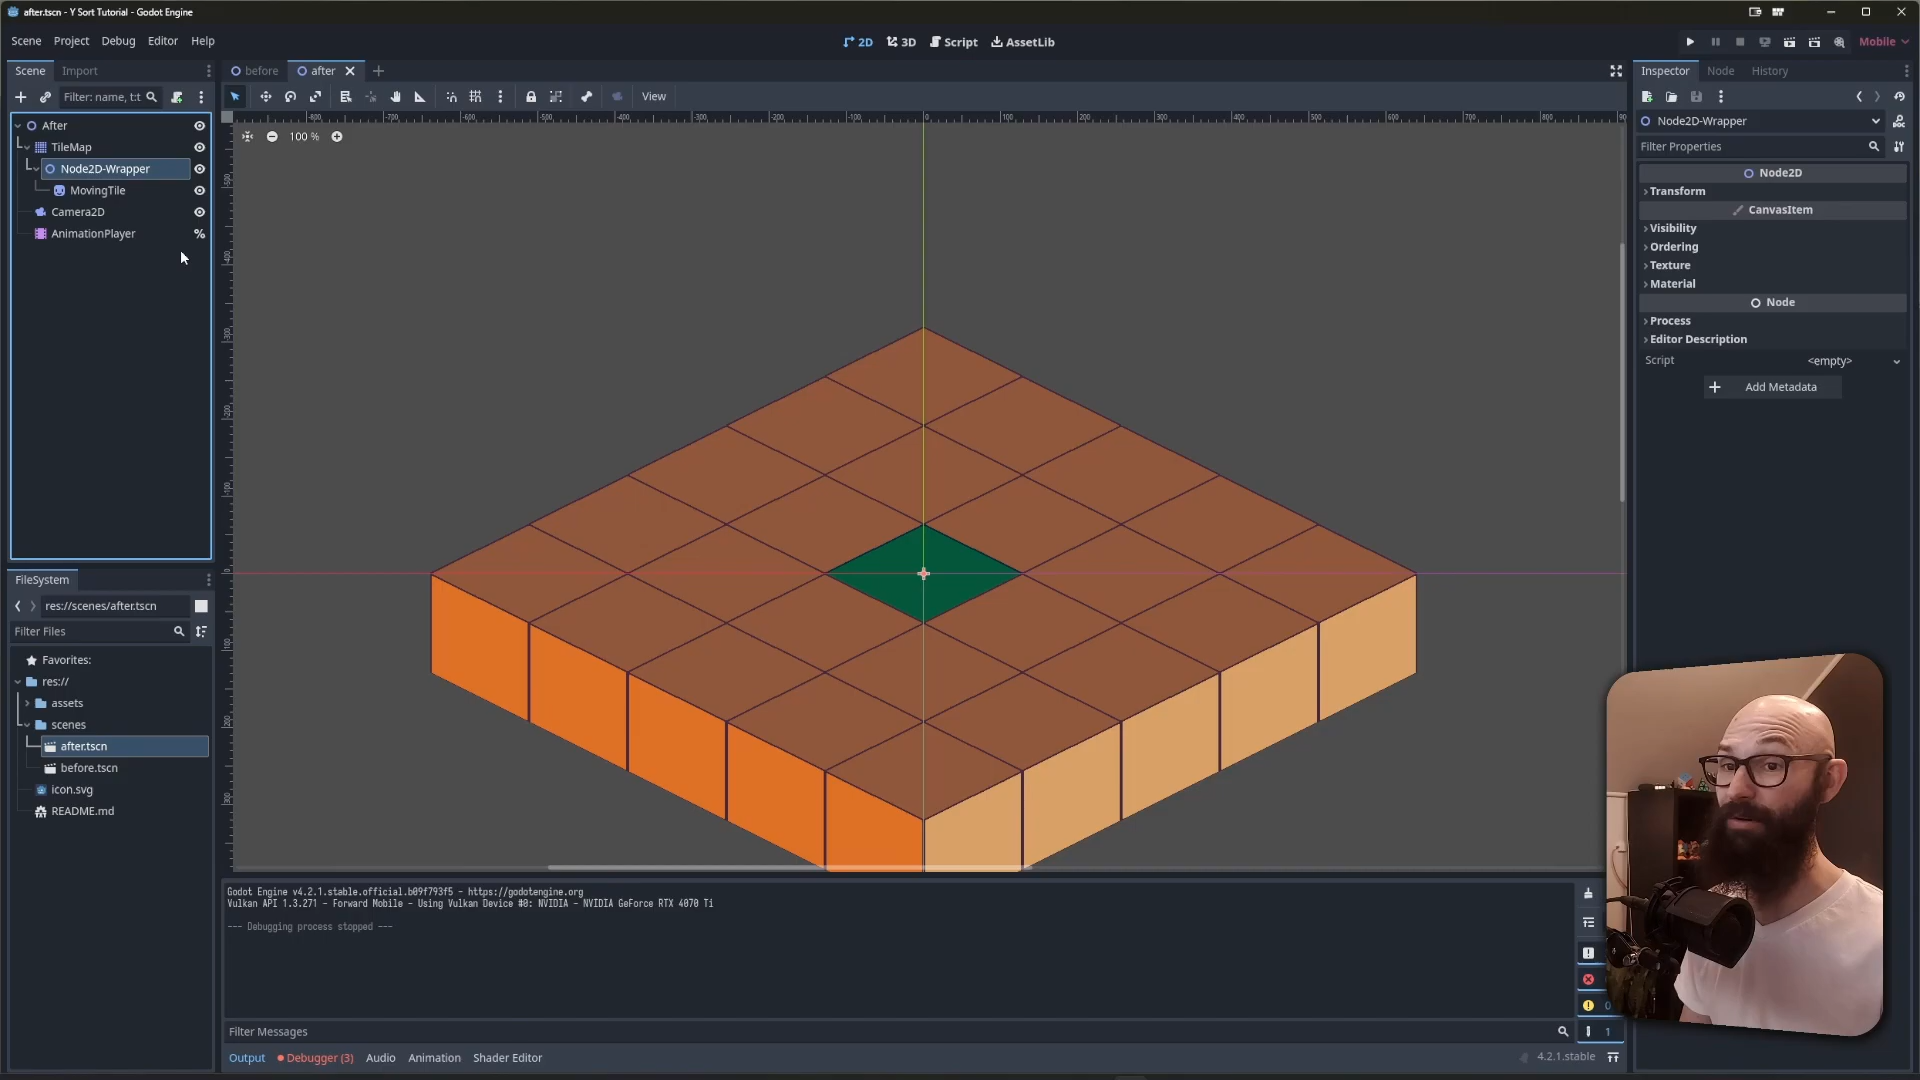 after.tscn - Y Sort Tutorial - Godot Engine
Scene Project Debug Editor Help
2D 3D Script AssetLib
Mobile
Scene Import
before after
Inspector Node History
Filter: name, t:t
View
After
TileMap
Node2D-Wrapper
MovingTile
Camera2D
AnimationPlayer
100 %
Node2D-Wrapper
Filter Properties
Node2D
Transform
CanvasItem
Visibility
Ordering
Texture
Material
Node
Process
Editor Description
Script <empty>
Add Metadata
FileSystem
res://scenes/after.tscn
Filter Files
Favorites:
res://
assets
scenes
after.tscn
before.tscn
icon.svg
README.md
Godot Engine v4.2.1.stable.official.b09f793f5 - https://godotengine.org
Vulkan API 1.3.271 - Forward Mobile - Using Vulkan Device #0: NVIDIA - NVIDIA GeForce RTX 4070 Ti
--- Debugging process stopped ---
0
Filter Messages
1
Output Debugger (3) Audio Animation Shader Editor
4.2.1.stable